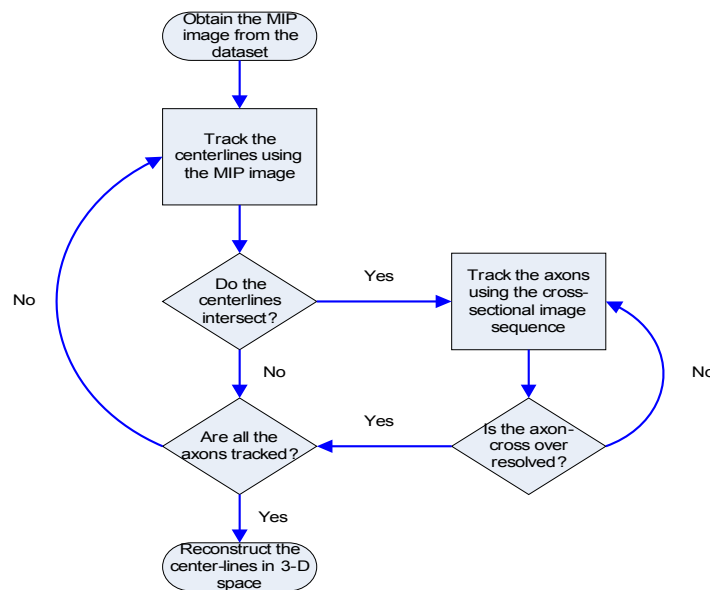 Obtain the MIP
image from the
dataset
Track the
centerlines using
the MIP image
No
Do the
centerlines
intersect?
Yes
Track the axons
using the cross-
sectional image
sequence
No
No
Are all the
axons tracked?
Yes
Is the axon-
cross over
resolved?
Yes
Reconstruct the
center-lines in 3-D
space